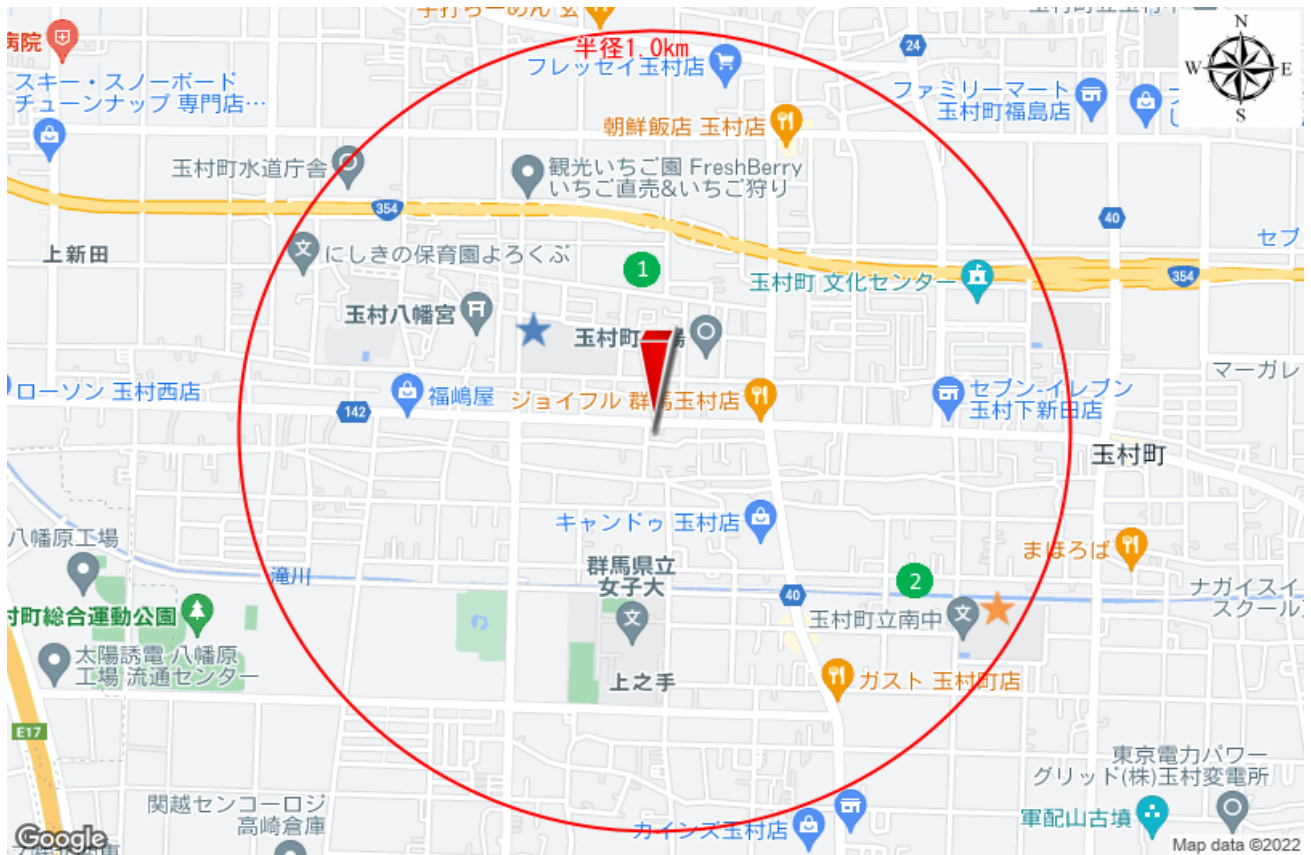 手打らーめん 玄
半径1.0km
病院
24
N
W
E
S
フレッセイ玉村店
スキー・スノーボード
チューンナップ 専門店…
ファミリーマート
玉村町福島店
朝鮮飯店 玉村店
玉村町水道庁舎
観光いちご園 FreshBerry
いちご直売&いちご狩り
354
40
上新田
にしきの保育園よろくぶ
1
セブ
玉村町 文化センター
354
玉村八幡宮
玉村町
マーガレ
ローソン 玉村西店
142
福嶋屋
ジョイフル 群馬玉村店
セブン-イレブン
玉村下新田店
玉村町
キャンドゥ 玉村店
八幡原工場
まほろば
滝川
群馬県立
女子大
2
40
ナガイスイ
スクール
村町総合運動公園
玉村町立南中
太陽誘電 八幡原
工場 流通センター
上之手
ガスト 玉村町店
E17
東京電力パワー
グリッド(株)玉村変電所
関越センコーロジ
高崎倉庫
カインズ玉村店
軍配山古墳
Google
Map data ©2022